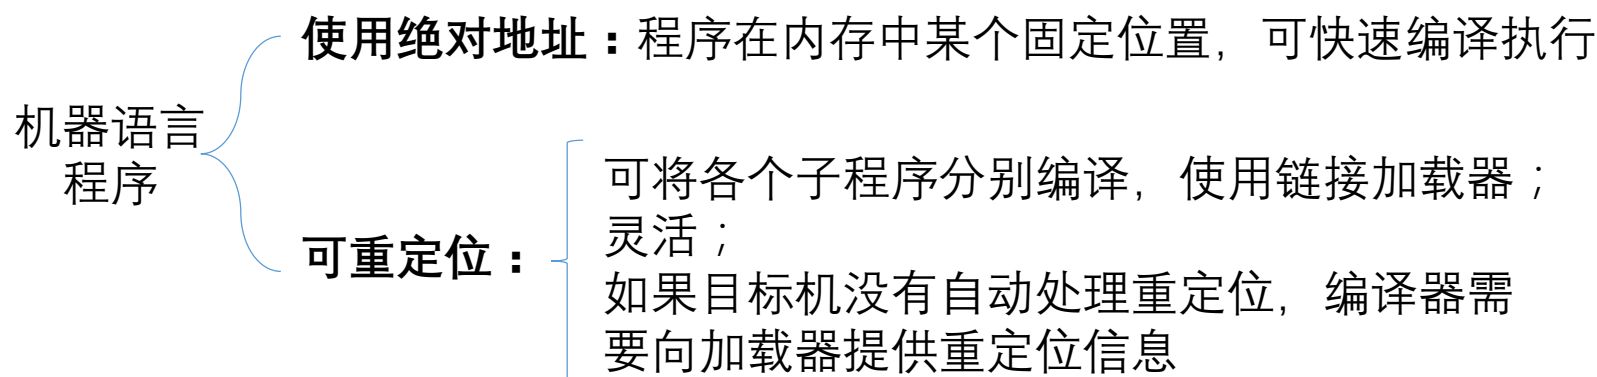 使用绝对地址：程序在内存中某个固定位置，可快速编译执行
机器语言
程序
可重定位：
可将各个子程序分别编译，使用链接加载器；
灵活；
如果目标机没有自动处理重定位，编译器需
要向加载器提供重定位信息